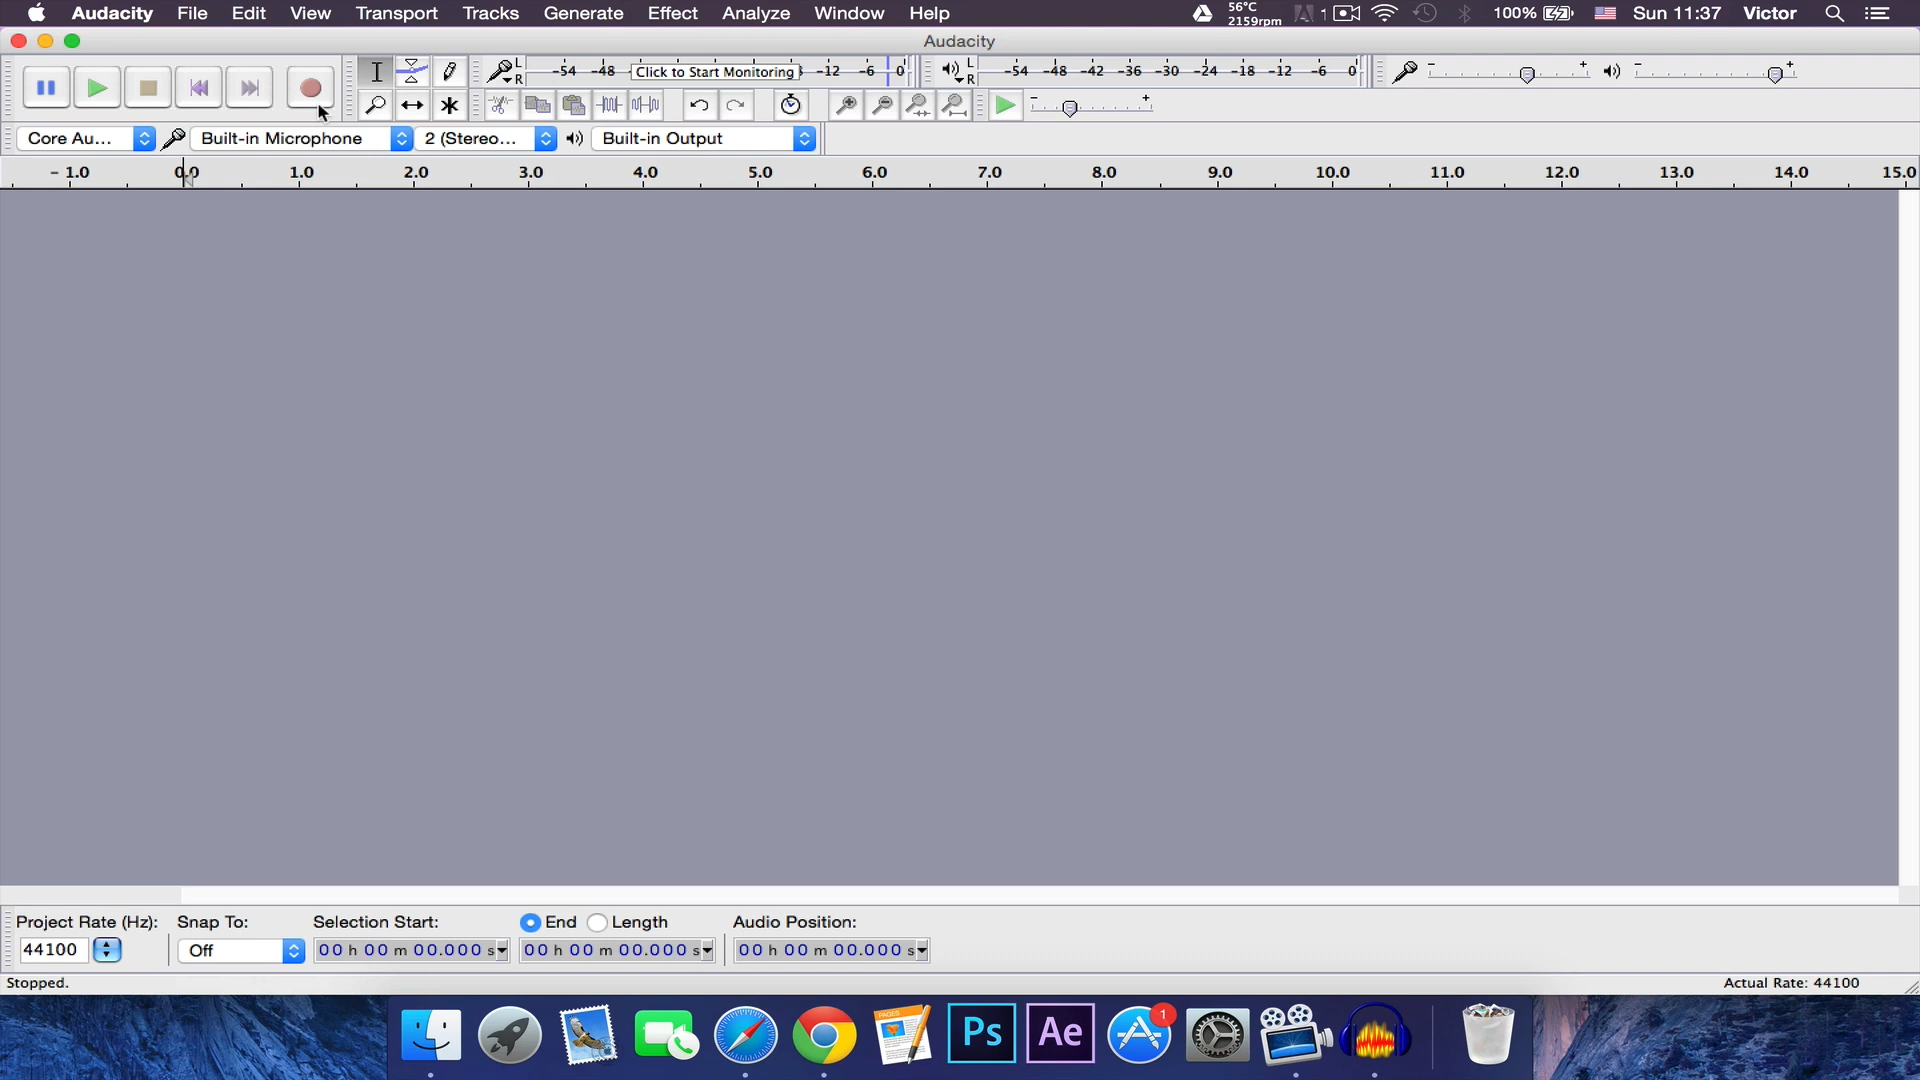 Audacity File Edit View Transport Tracks Generate Effect Analyze Window Help
1 56°C 2159rpm 100% Sun 11:37 Victor
Audacity
L R -54 -48 Click to Start Monitoring -12 -6 0
L R -54 -48 -42 -36 -30 -24 -18 -12 -6 0
- +
- +
- +
Core Au... Built-in Microphone 2 (Stereo... Built-in Output
- 1.0 0.0 1.0 2.0 3.0 4.0 5.0 6.0 7.0 8.0 9.0 10.0 11.0 12.0 13.0 14.0 15.0
Project Rate (Hz): Snap To: Selection Start: End Length Audio Position:
44100 Off 00 h 00 m 00.000 s 00 h 00 m 00.000 s 00 h 00 m 00.000 s
Stopped. Actual Rate: 44100
PAGES Ps Ae 1